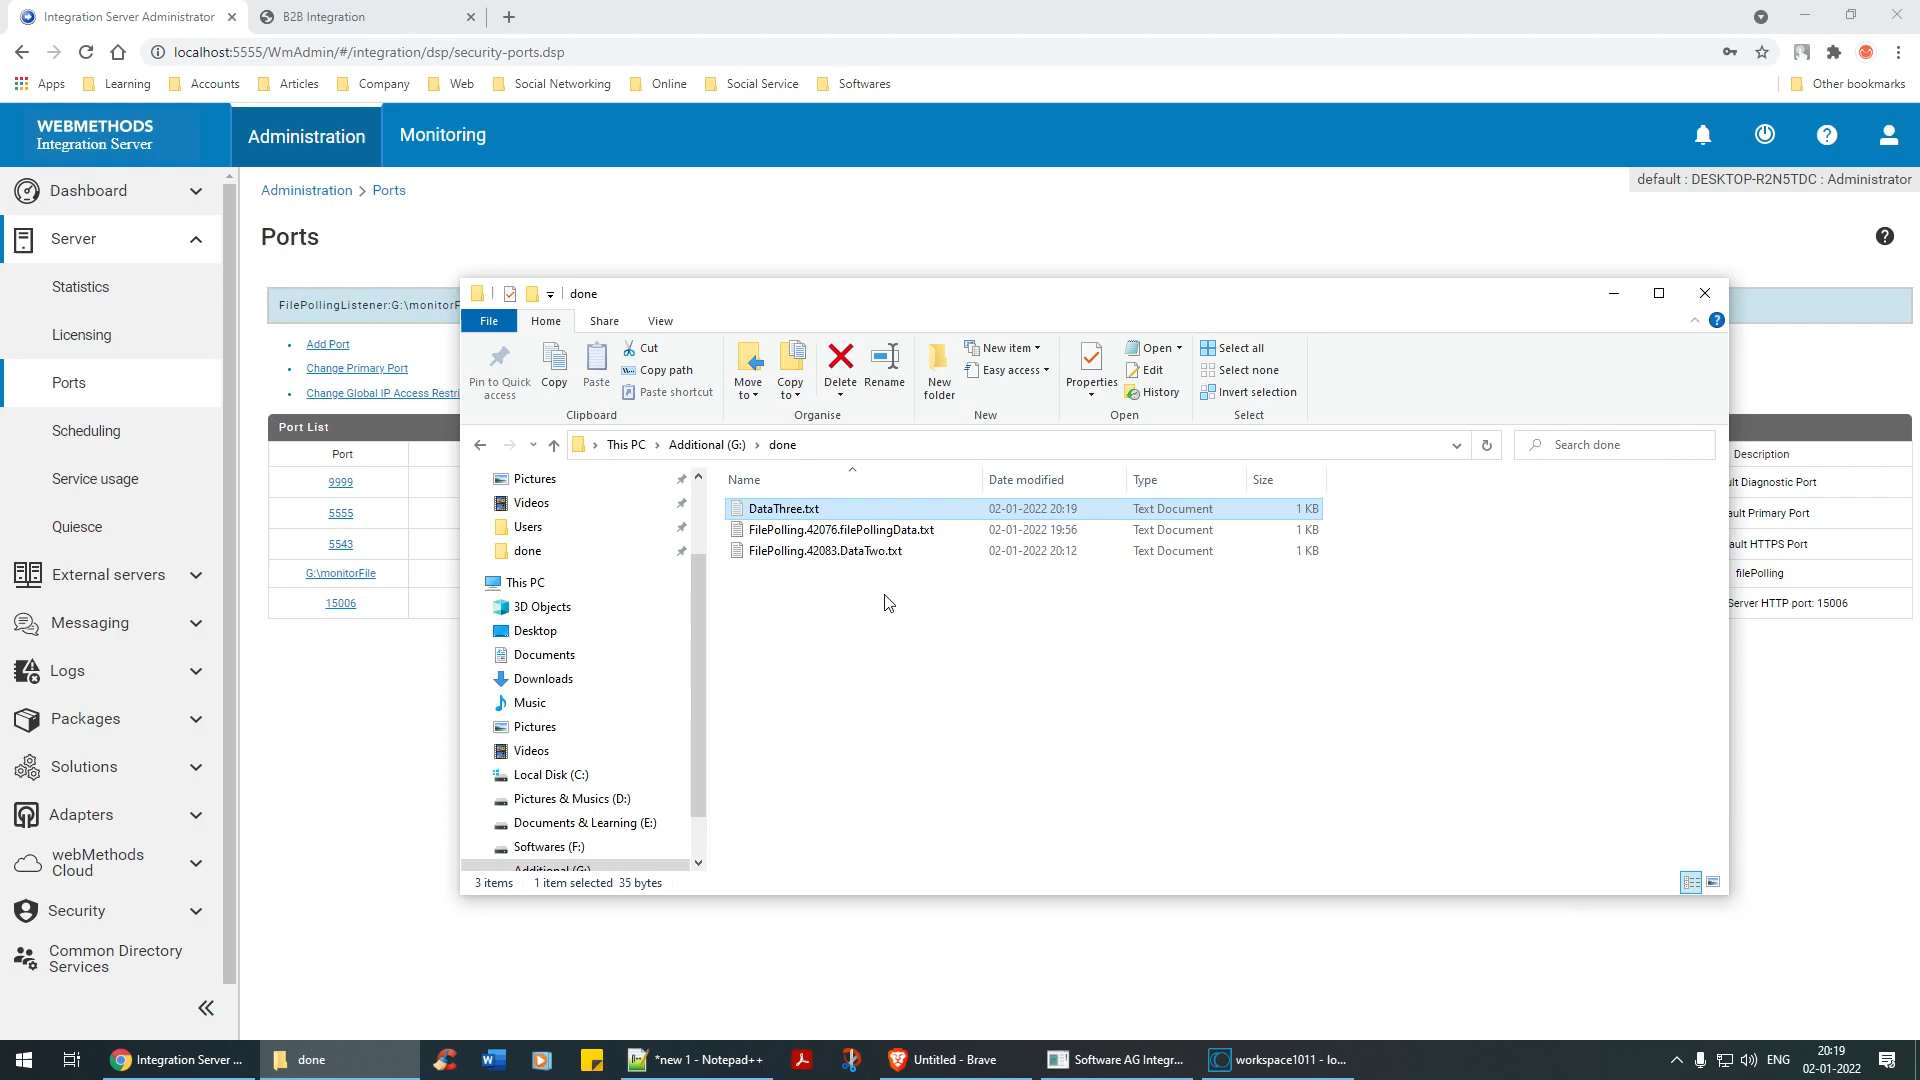 Integration Server Administrator
B2B Integration
localhost:5555/WmAdmin/#/integration/dsp/security-ports.dsp
Apps
Learning
Accounts
Articles
Company
Web
Social Networking
Online
Social Service
Softwares
Other bookmarks
WEBMETHODS
Integration Server
Administration
Monitoring
default : DESKTOP-R2N5TDC : Administrator
Dashboard
Server
Statistics
Licensing
Ports
Scheduling
Service usage
Quiesce
External servers
Messaging
Logs
Packages
Solutions
Adapters
webMethods
Cloud
Security
Common Directory
Services
Administration > Ports
Ports
FilePollingListener:G:\monitorF
Add Port
Change Primary Port
Change Global IP Access Restri
Port List
Port
9999
5555
5543
G:\monitorFile
15006
Description
ult Diagnostic Port
ult Primary Port
ault HTTPS Port
filePolling
Server HTTP port: 15006
done
File
Home
Share
View
Pin to Quick
access
Copy
Paste
Cut
Copy path
Paste shortcut
Clipboard
Move
to
Copy
to
Delete
Rename
Organise
New
folder
New item
Easy access
New
Properties
Open
Edit
History
Open
Select all
Select none
Invert selection
Select
This PC > Additional (G:) > done
Search done
Pictures
Videos
Users
done
This PC
3D Objects
Desktop
Documents
Downloads
Music
Pictures
Videos
Local Disk (C:)
Pictures & Musics (D:)
Documents & Learning (E:)
Softwares (F:)
Additional (G:)
Name Date modified Type Size
DataThree.txt 02-01-2022 20:19 Text Document 1 KB
FilePolling.42076.filePollingData.txt 02-01-2022 19:56 Text Document 1 KB
FilePolling.42083.DataTwo.txt 02-01-2022 20:12 Text Document 1 KB
3 items 1 item selected 35 bytes
Integration Server ...
done
*new 1 - Notepad++
Untitled - Brave
Software AG Integr...
workspace1011 - Io...
ENG
20:19
02-01-2022